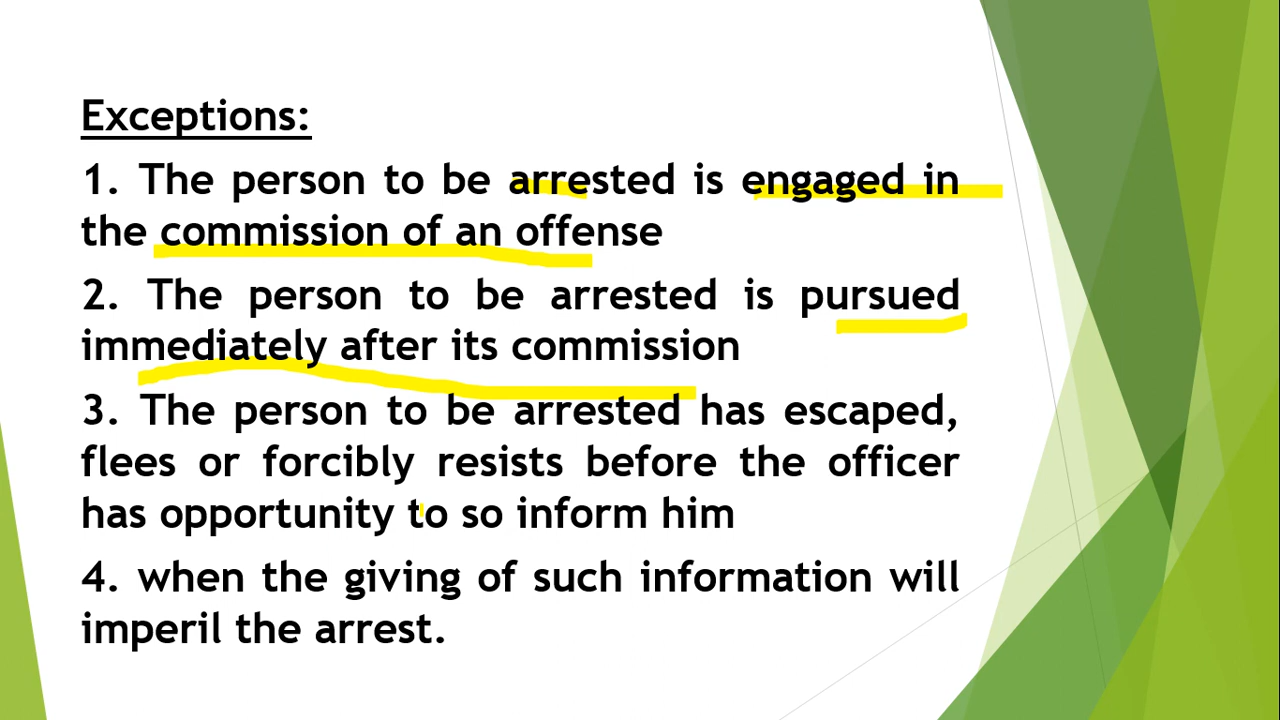 Exceptions:
1. The person to be arrested is engaged in
the commission of an offense
2. The person to be arrested is pursued
immediately after its commission
3. The person to be arrested has escaped,
flees or forcibly resists before the officer
has opportunity to so inform him
4. when the giving of such information will
imperil the arrest.